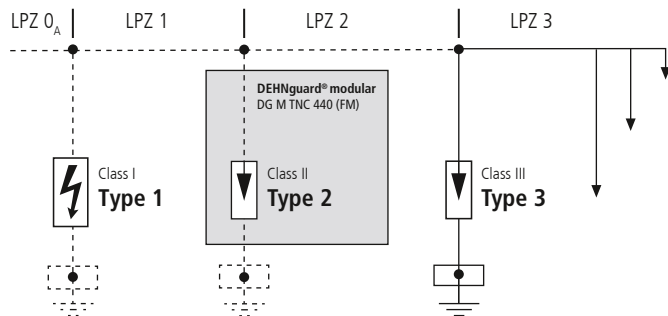 LPZ 0A LPZ 1 LPZ 2 LPZ 3
DEHNguard® modular
DG M TNC 440 (FM)
Class I
Type 1
Class II
Type 2
Class III
Type 3